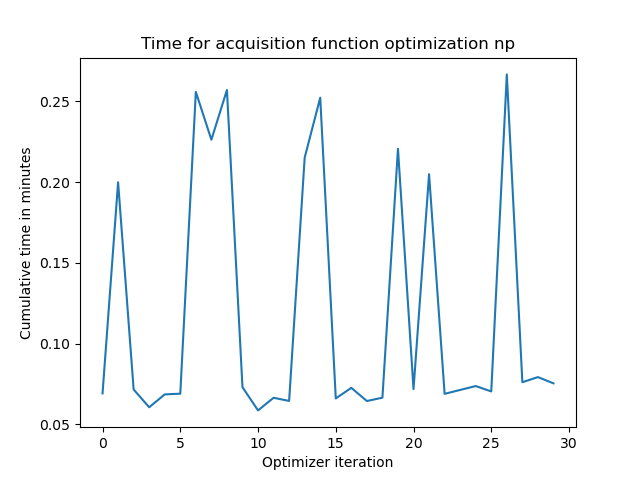 Time for acquisition function optimization np
Cumulative time in minutes
0.25
0.20
0.15
0.10
0.05
0 5 10 15 20 25 30
Optimizer iteration